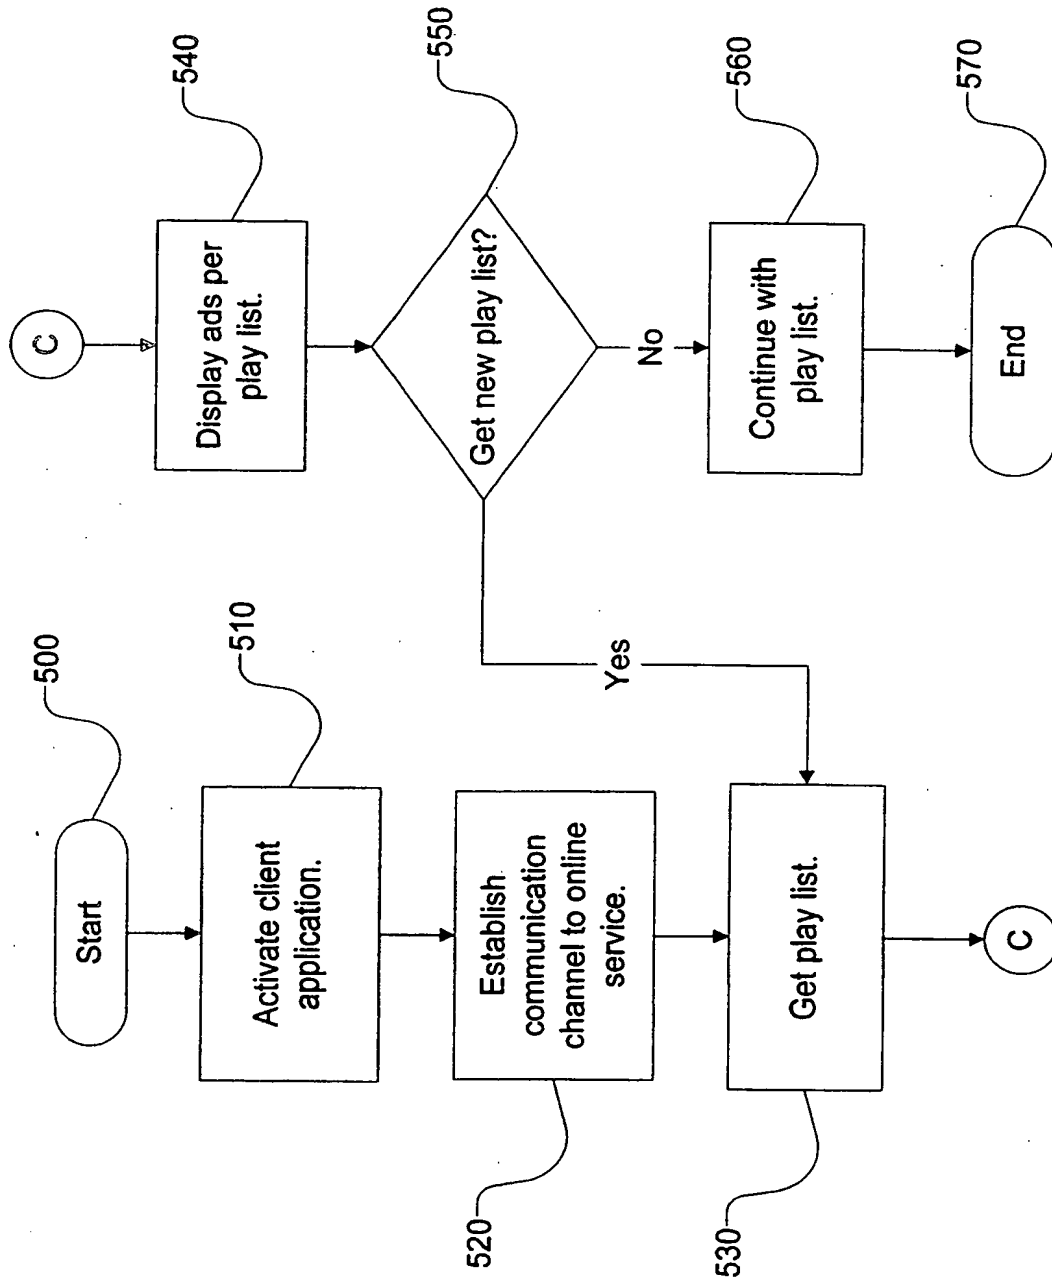 Start
500
Activate client
application.
510
Establish
communication
channel to online
service.
520
Get play list.
530
C
C
Display ads per
play list.
540
Get new play list?
550
Yes
No
Continue with
play list.
560
End
570